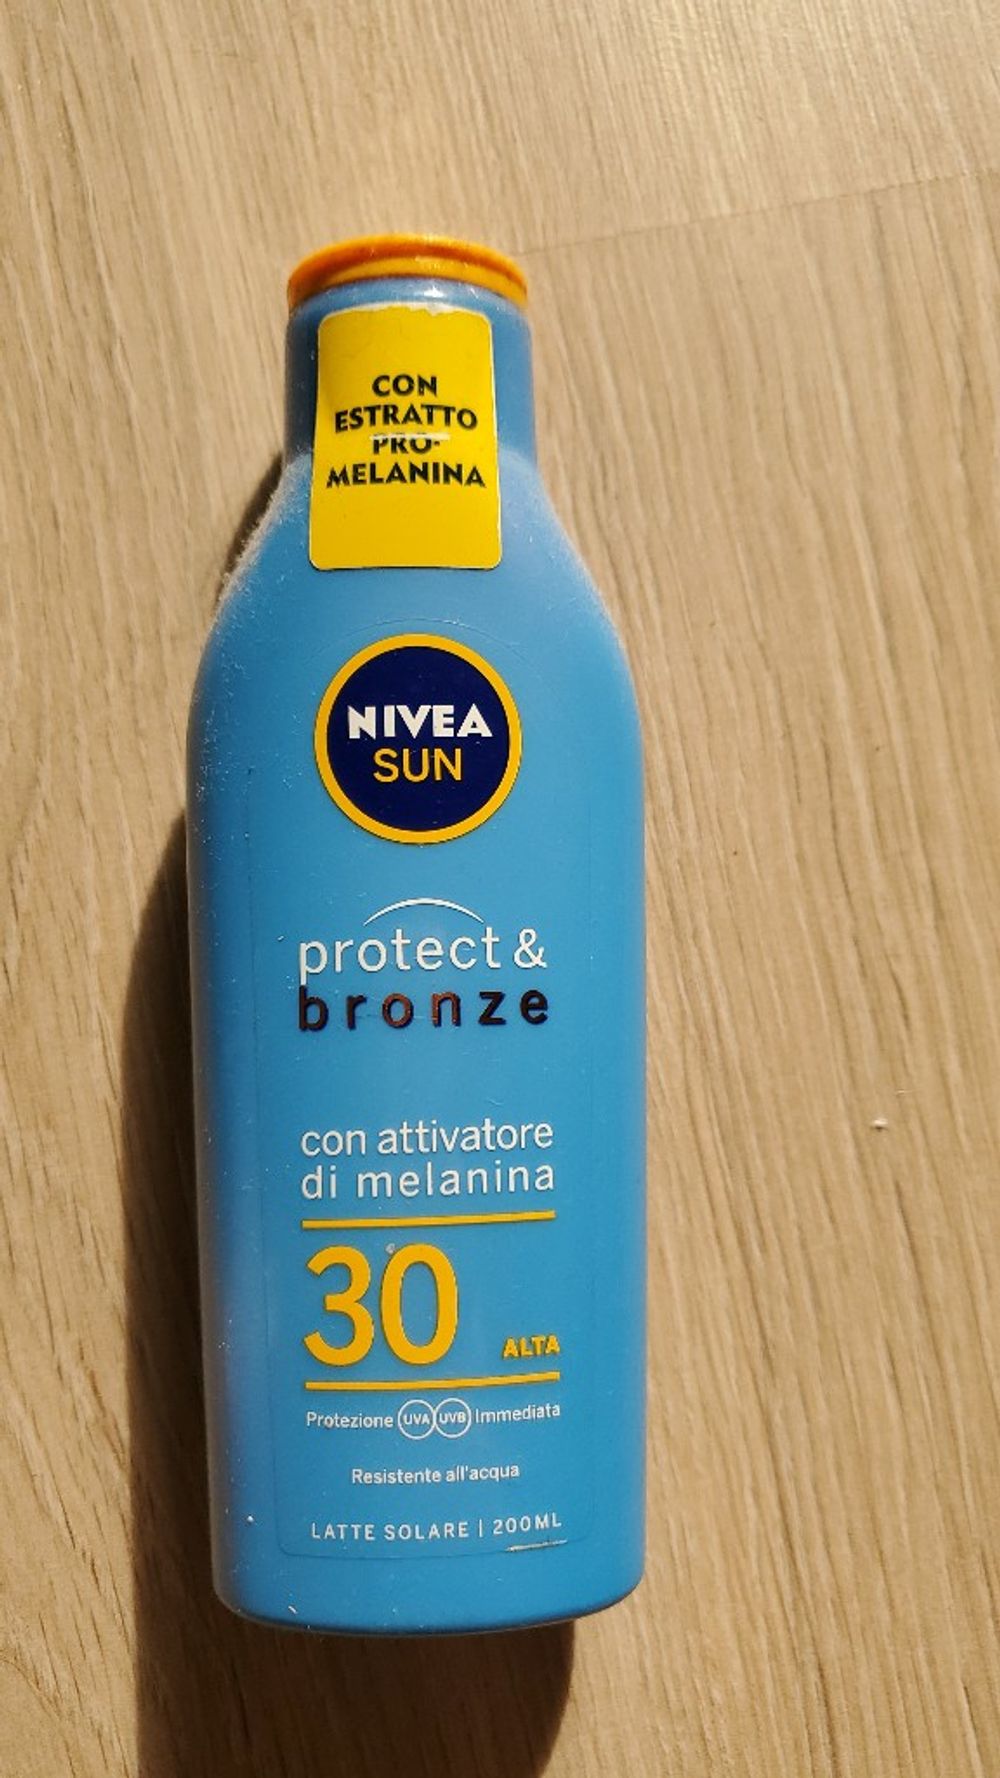 CON
ESTRATTO
PRO-
MELANINA
NIVEA
SUN
protect &
bronze
con attivatore
di melanina
30 ALTA
Protezione UVA UVB Immediata
Resistente all'acqua
LATTE SOLARE | 200ML